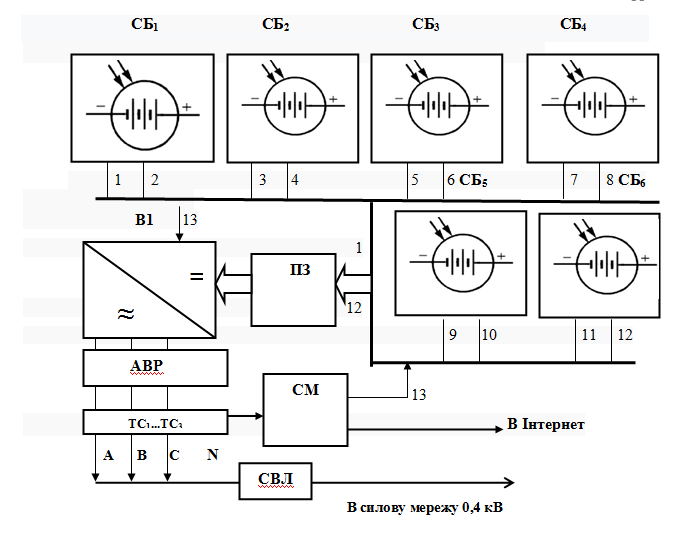 СБ₁ СБ₂ СБ₃ СБ₄
− + − + − + − +
1 2 3 4 5 6 СБ₅ 7 8 СБ₆
В1 13
− + − +
1
= ПЗ
≈ 12
9 10 11 12
АВР
СМ
13
ТС₁...ТС₃
В Інтернет
А В С N
СВЛ
В силову мережу 0,4 кВ